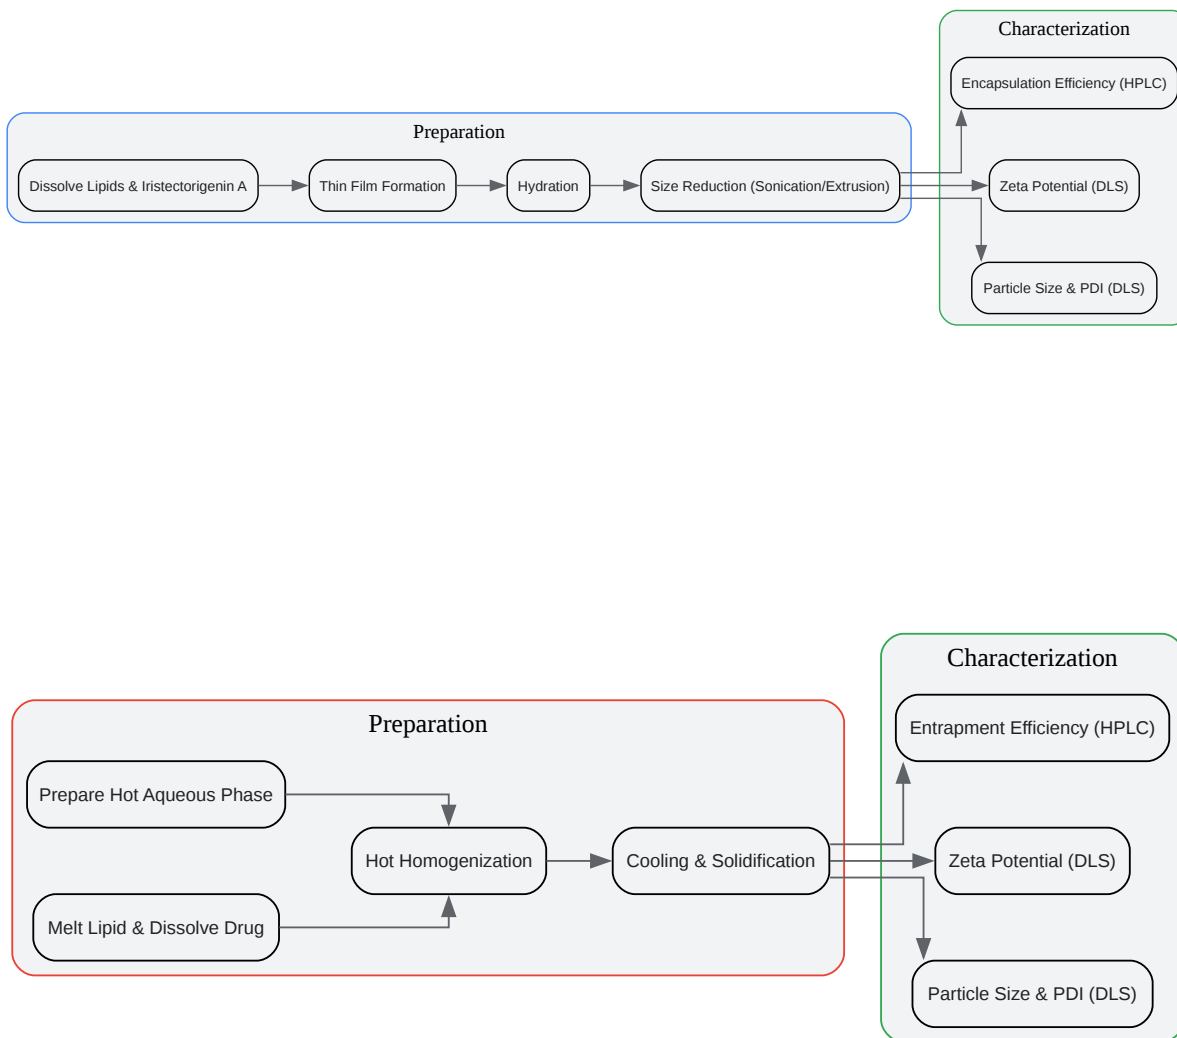 Characterization
Encapsulation Efficiency (HPLC)
Preparation
Dissolve Lipids & Iristectorigenin A
Thin Film Formation
Hydration
Size Reduction (Sonication/Extrusion)
Zeta Potential (DLS)
Particle Size & PDI (DLS)
Characterization
Preparation
Entrapment Efficiency (HPLC)
Prepare Hot Aqueous Phase
Hot Homogenization
Cooling & Solidification
Zeta Potential (DLS)
Melt Lipid & Dissolve Drug
Particle Size & PDI (DLS)